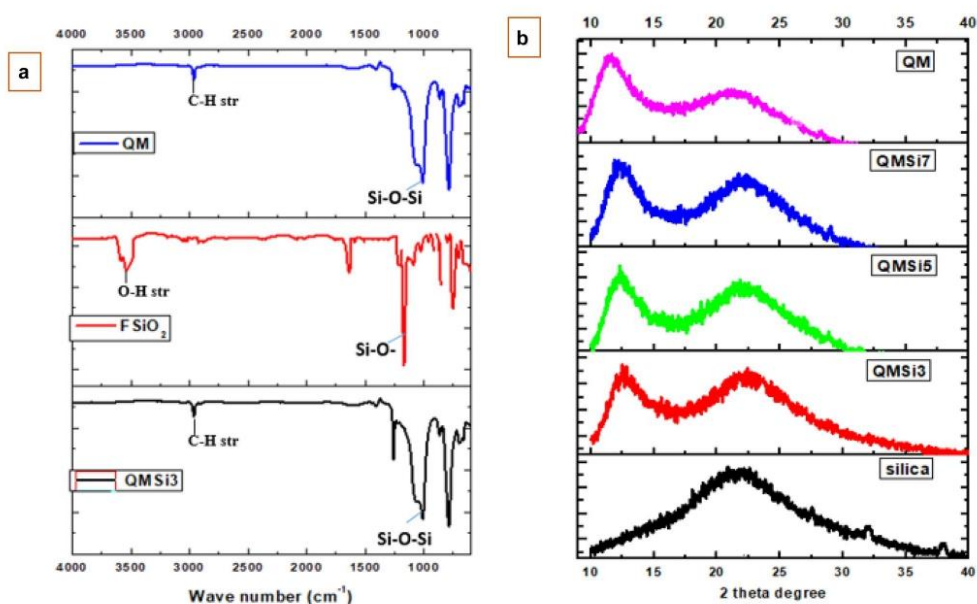 a
4000 3500 3000 2500 2000 1500 1000
C-H str
QM
Si-O-Si
O-H str
FSiO2
Si-O-
C-H str
QMSi3
Si-O-Si
4000 3500 3000 2500 2000 1500 1000
Wave number (cm-1)
b
10 15 20 25 30 35 40
QM
QMSi7
QMSi5
QMSi3
silica
10 15 20 25 30 35 40
2 theta degree